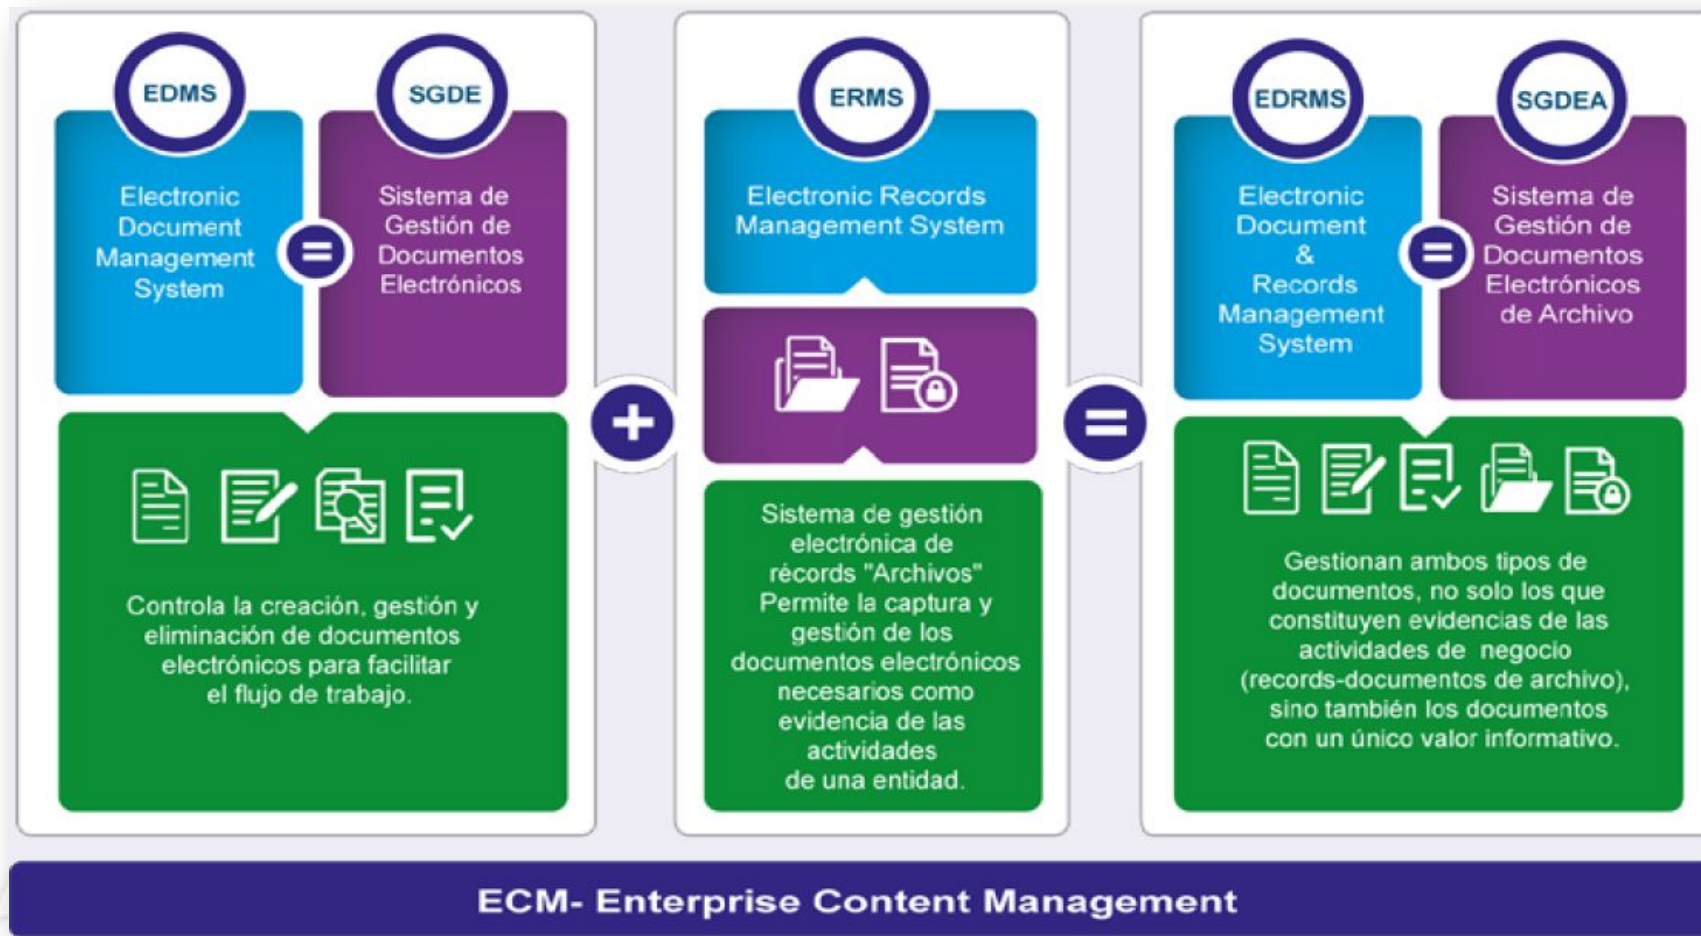 EDMS
SGDE
Electronic
Document
Management
System
=
Sistema de
Gestión de
Documentos
Electrónicos
Controla la creación, gestión y
eliminación de documentos
electrónicos para facilitar
el flujo de trabajo.
+
ERMS
Electronic Records
Management System
Sistema de gestión
electrónica de
récords "Archivos"
Permite la captura y
gestión de los
documentos electrónicos
necesarios como
evidencia de las
actividades
de una entidad.
=
EDRMS
SGDEA
Electronic
Document
&
Records
Management
System
=
Sistema de
Gestión de
Documentos
Electrónicos
de Archivo
Gestionan ambos tipos de
documentos, no solo los que
constituyen evidencias de las
actividades de negocio
(records-documentos de archivo),
sino también los documentos
con un único valor informativo.
ECM- Enterprise Content Management